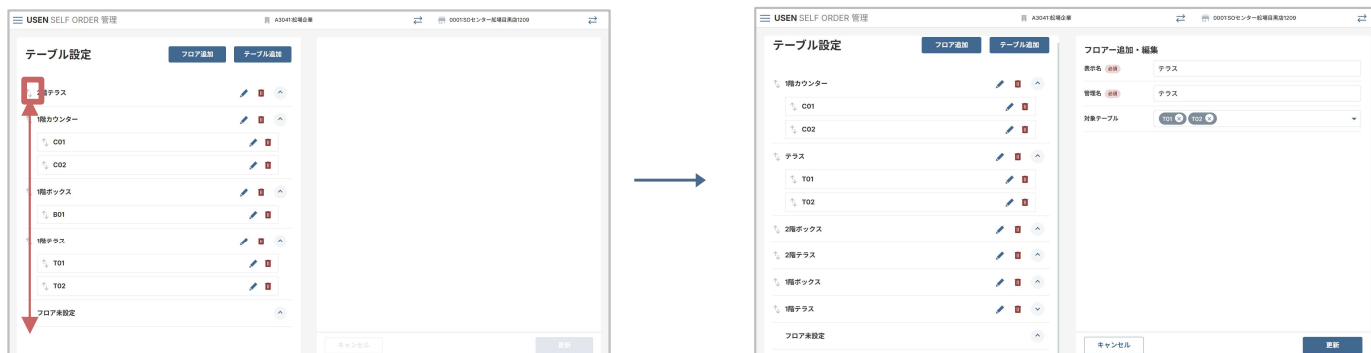 USEN SELF ORDER 管理
A3041:船場企業
0001:SOセンター船場目黒店1209
テーブル設定
フロア追加
テーブル追加
2階テラス
1階カウンター
C01
C02
1階ボックス
B01
1階テラス
T01
T02
フロア未設定
キャンセル
更新
USEN SELF ORDER 管理
A3041:船場企業
0001:SOセンター船場目黒店1209
テーブル設定
フロア追加
テーブル追加
1階カウンター
C01
C02
テラス
T01
T02
2階ボックス
2階テラス
1階ボックス
1階テラス
フロア未設定
フロアー追加・編集
表示名 必須 テラス
管理名 必須 テラス
対象テーブル T01 T02
キャンセル
更新